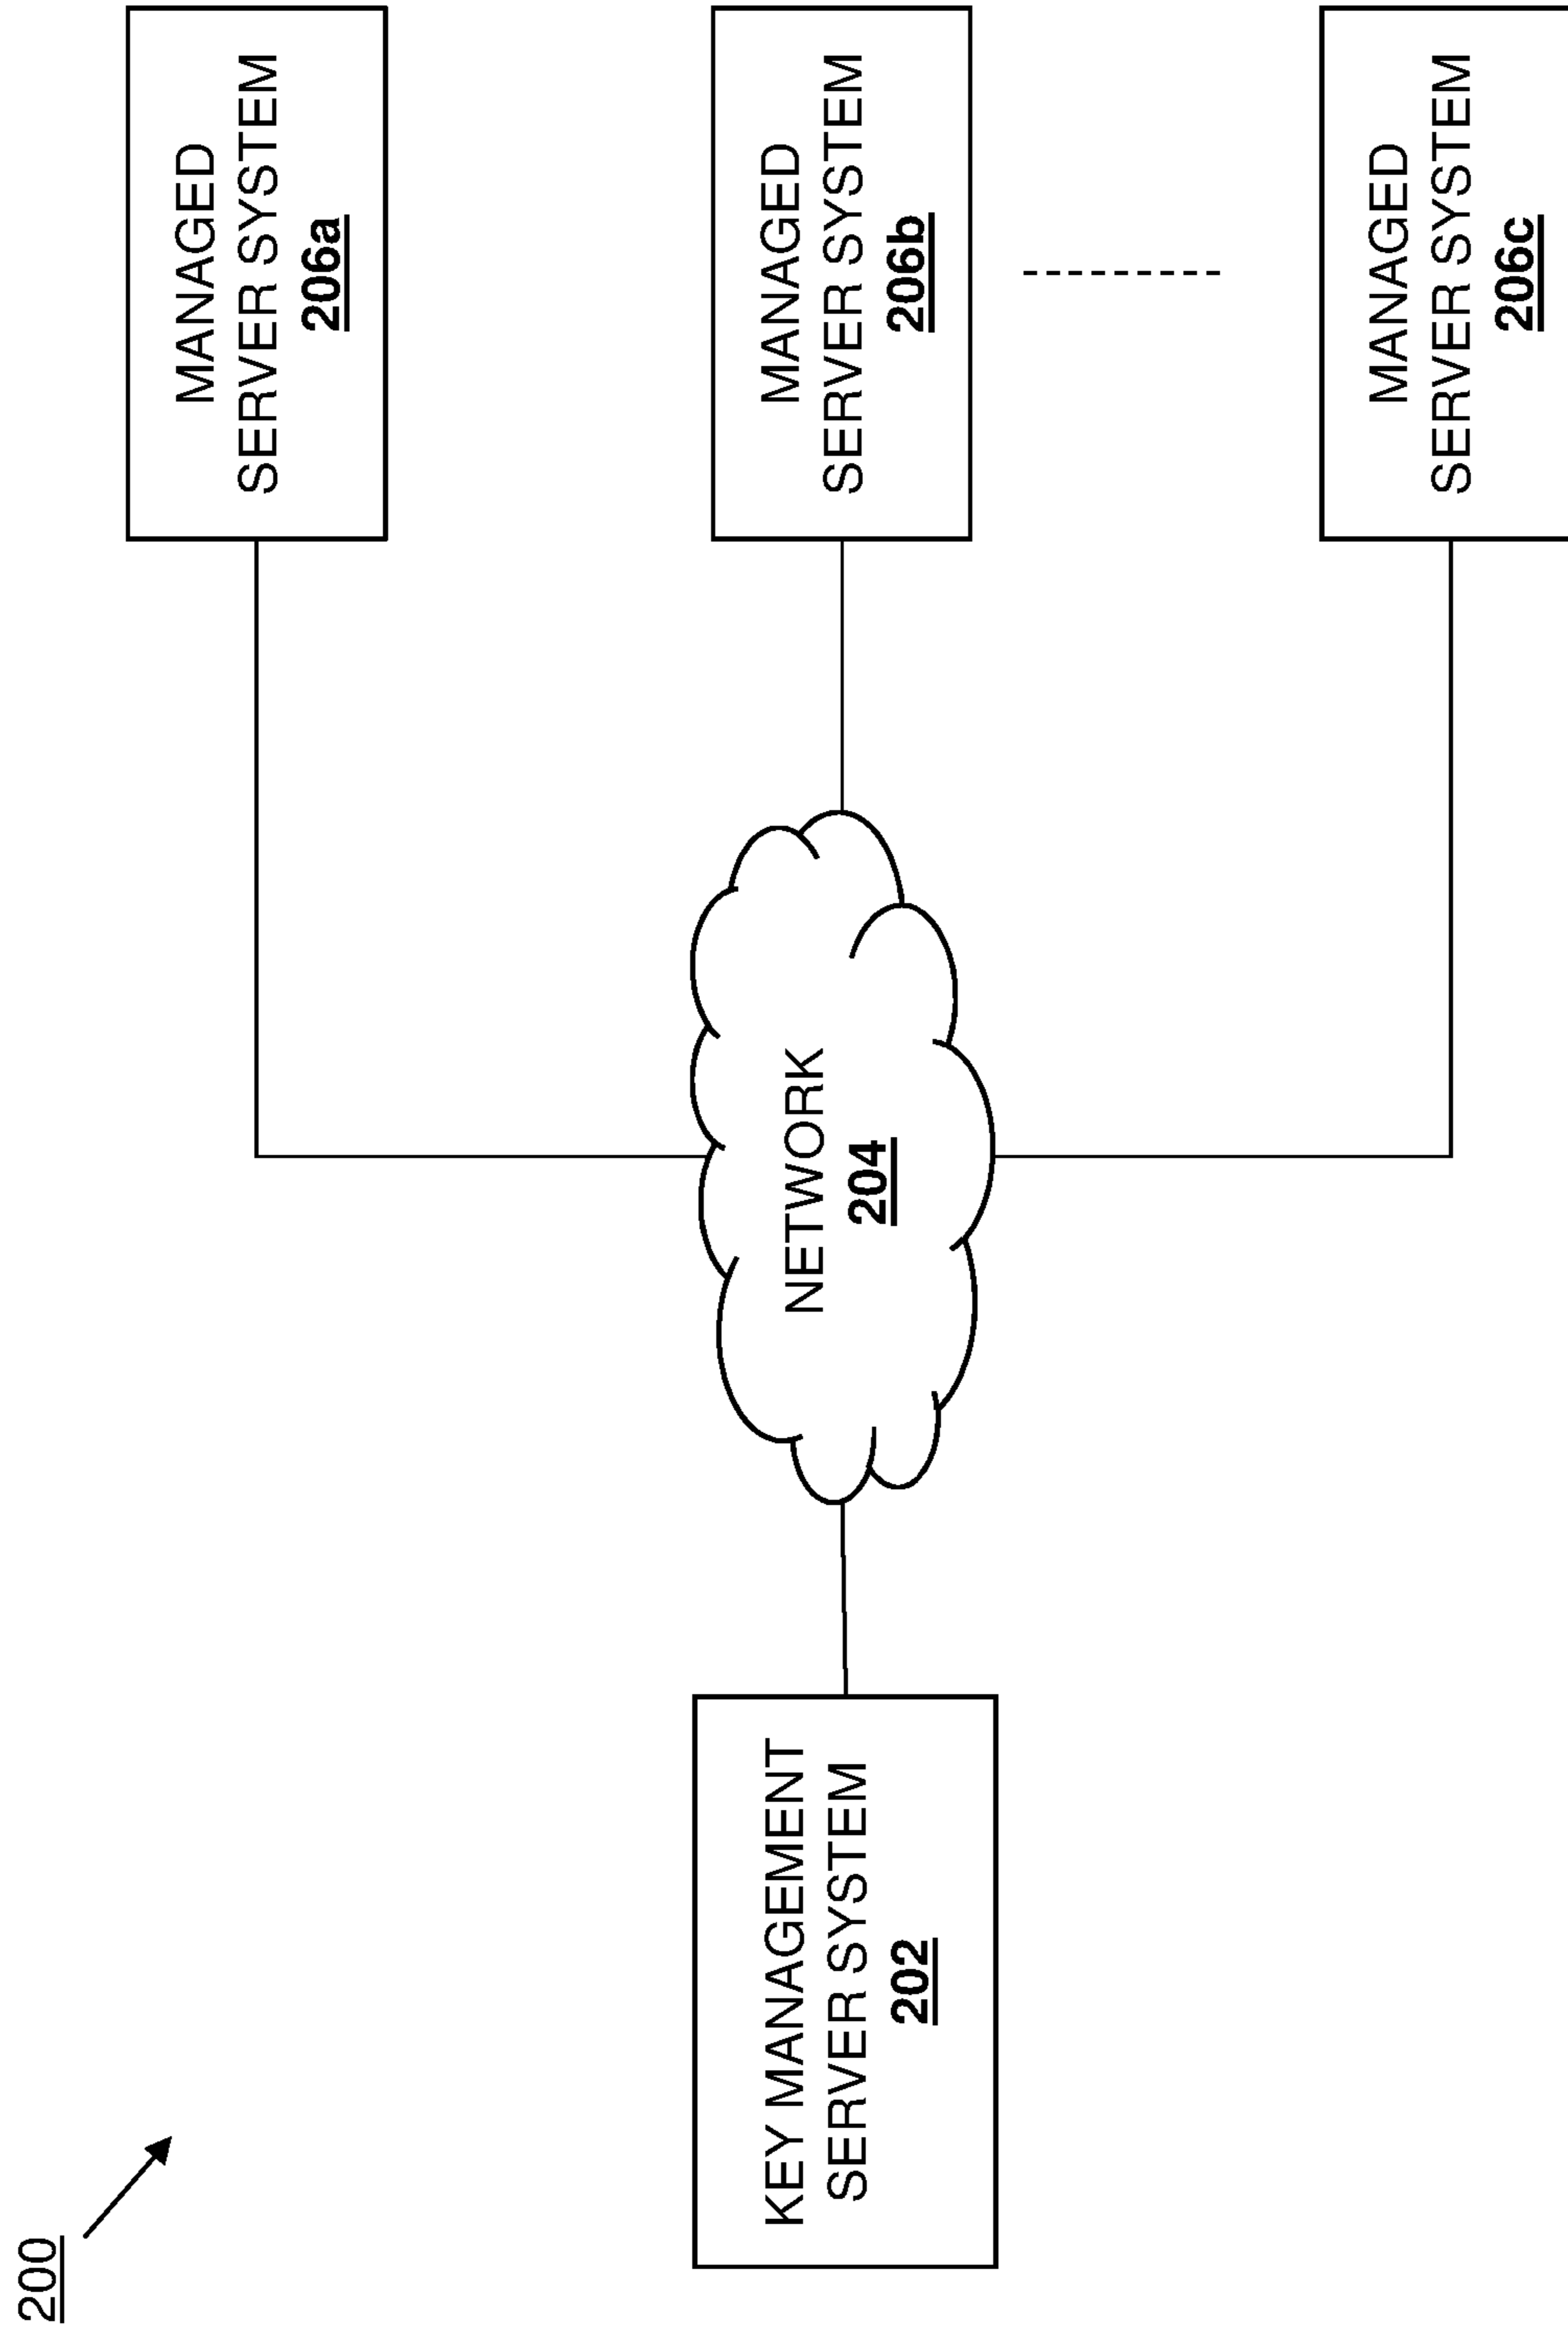 200
MANAGED
SERVER SYSTEM
206a
KEY MANAGEMENT
SERVER SYSTEM
202
NETWORK
204
MANAGED
SERVER SYSTEM
206b
MANAGED
SERVER SYSTEM
206c